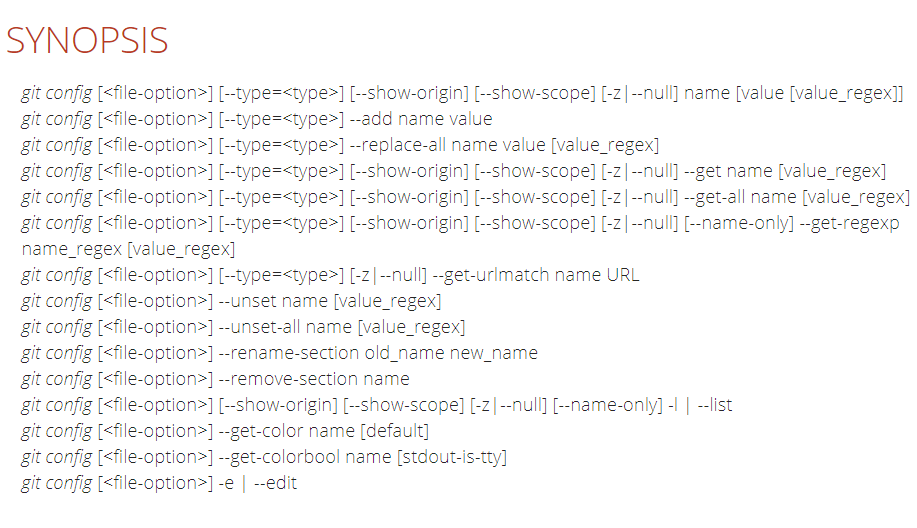 SYNOPSIS
git config [<file-option>] [--type=<type>] [--show-origin] [--show-scope] [-z|--null] name [value [value_regex]]
git config [<file-option>] [--type=<type>] --add name value
git config [<file-option>] [--type=<type>] --replace-all name value [value_regex]
git config [<file-option>] [--type=<type>] [--show-origin] [--show-scope] [-z|--null] --get name [value_regex]
git config [<file-option>] [--type=<type>] [--show-origin] [--show-scope] [-z|--null] --get-all name [value_regex]
git config [<file-option>] [--type=<type>] [--show-origin] [--show-scope] [-z|--null] [--name-only] --get-regexp
name_regex [value_regex]
git config [<file-option>] [--type=<type>] [-z|--null] --get-urlmatch name URL
git config [<file-option>] --unset name [value_regex]
git config [<file-option>] --unset-all name [value_regex]
git config [<file-option>] --rename-section old_name new_name
git config [<file-option>] --remove-section name
git config [<file-option>] [--show-origin] [--show-scope] [-z|--null] [--name-only] -l | --list
git config [<file-option>] --get-color name [default]
git config [<file-option>] --get-colorbool name [stdout-is-tty]
git config [<file-option>] -e | --edit